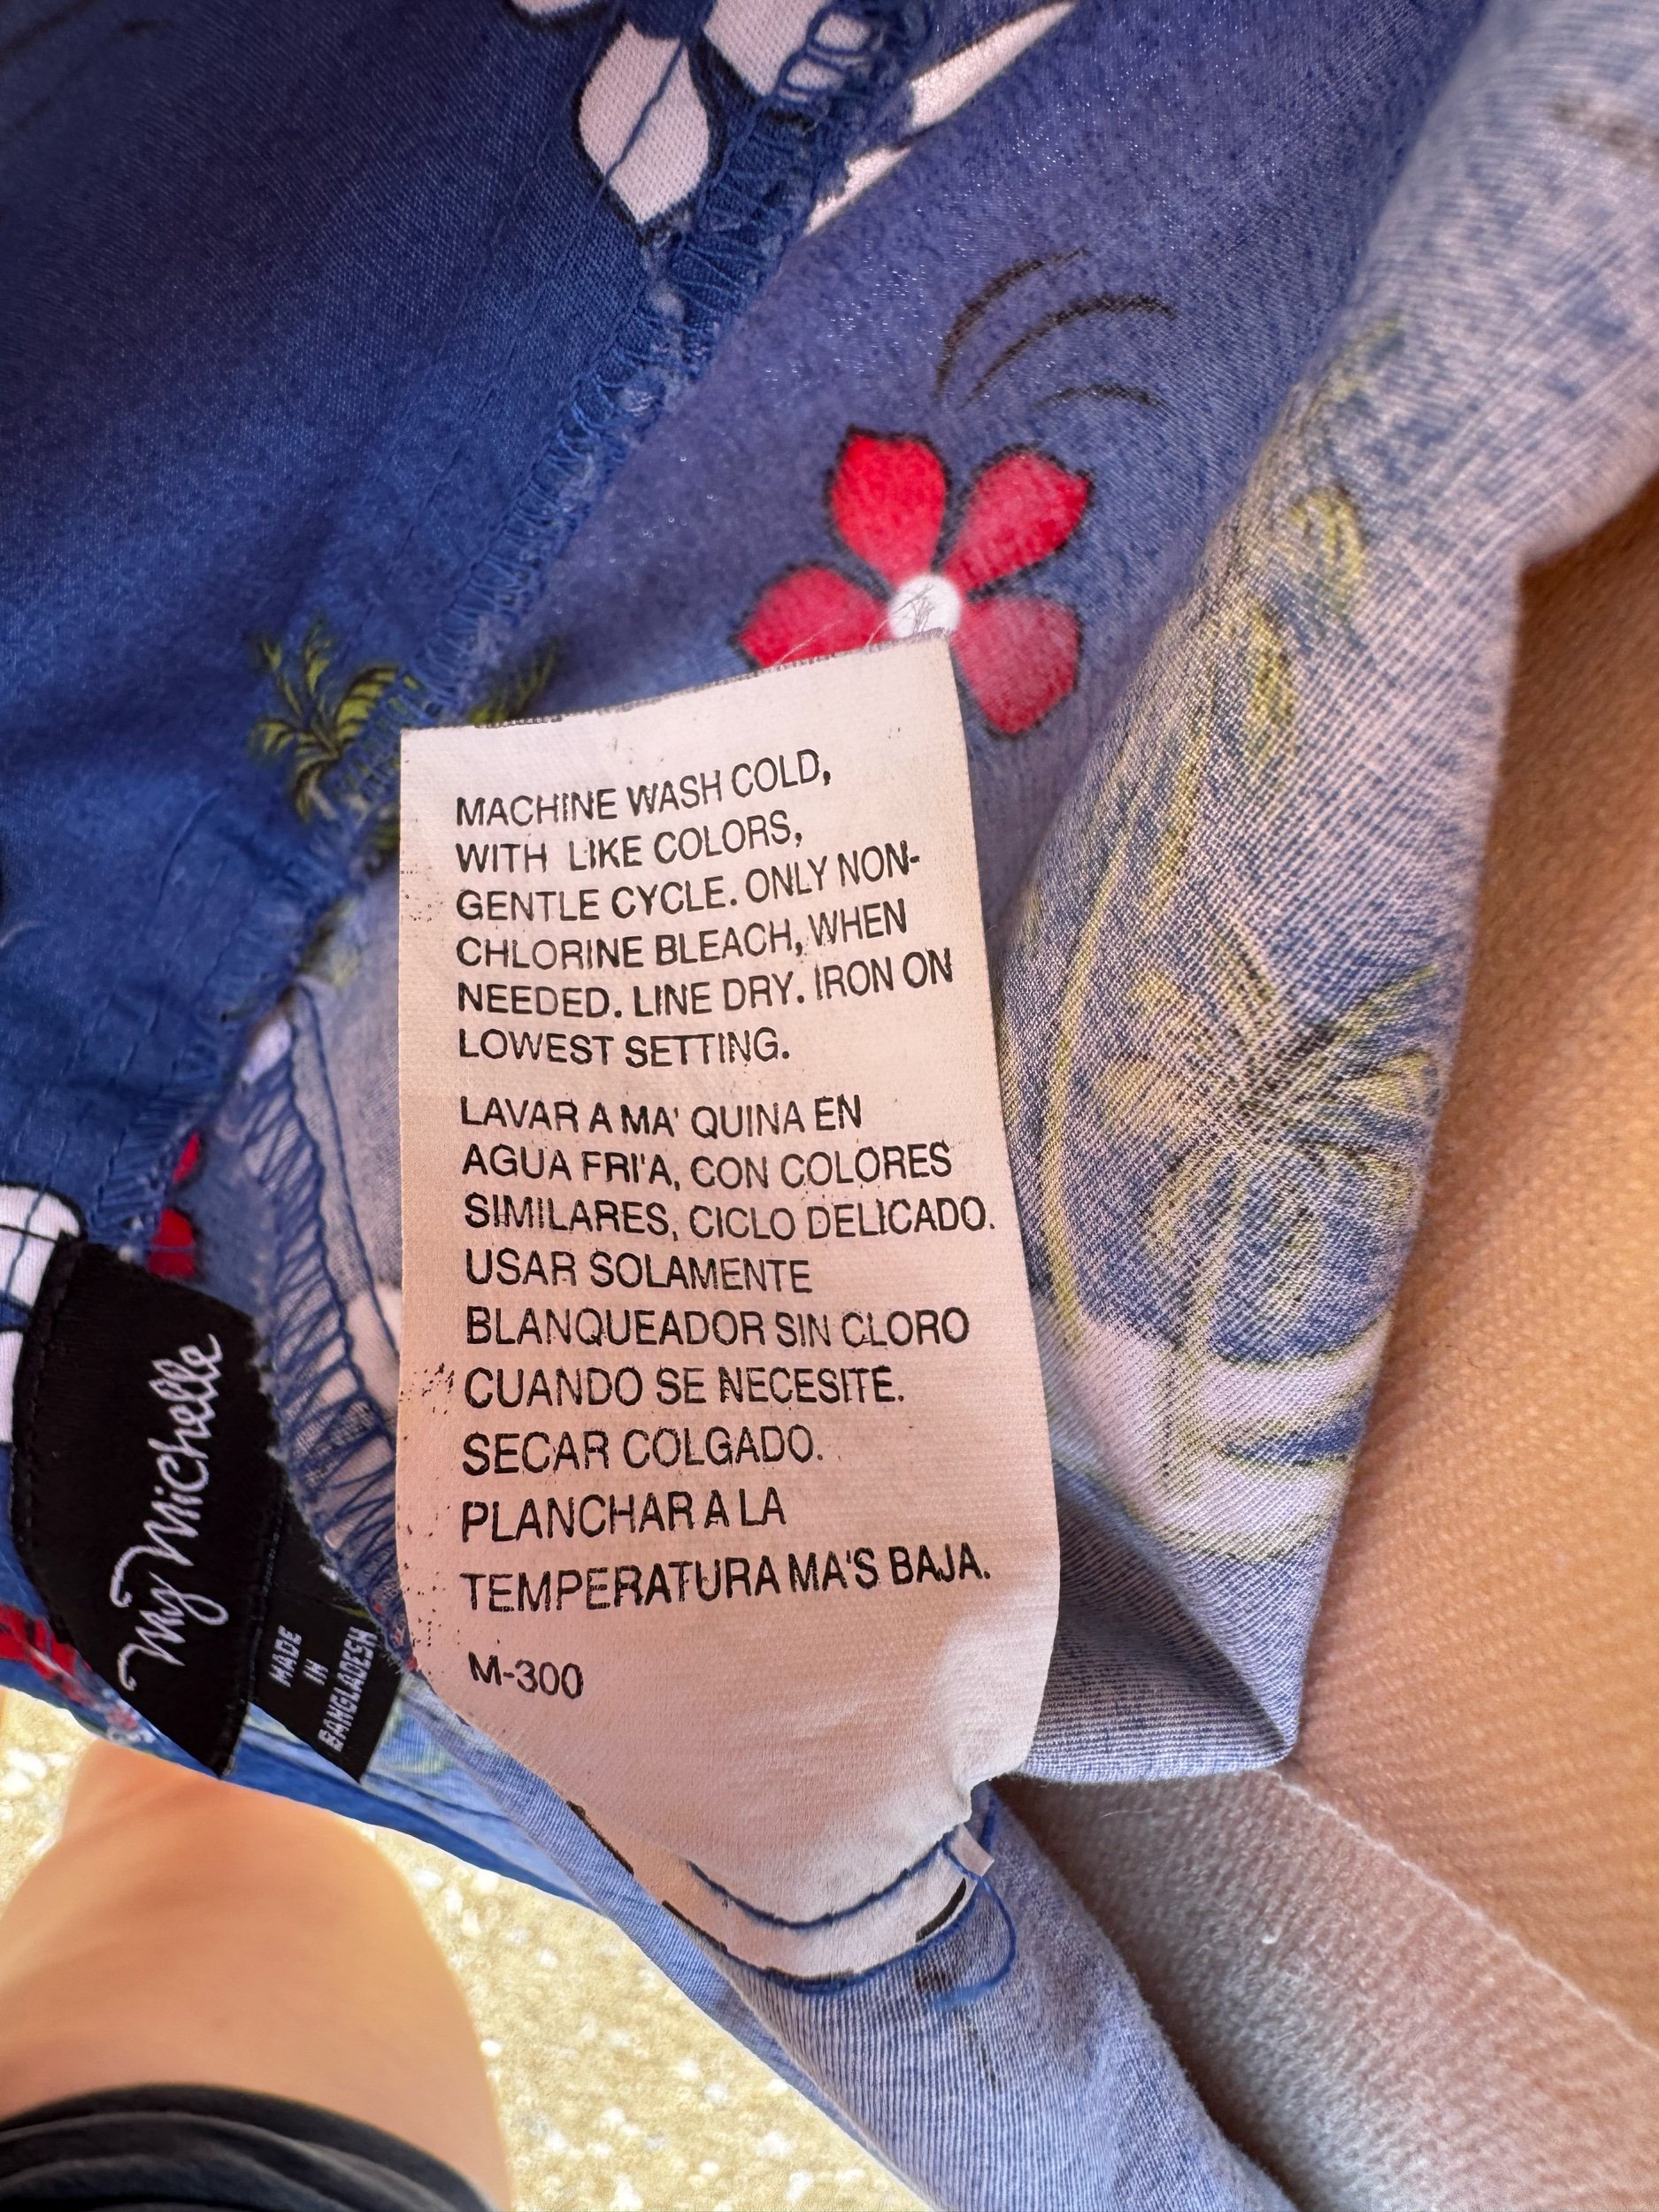 MACHINE WASH COLD,
WITH LIKE COLORS,
GENTLE CYCLE. ONLY NON-
CHLORINE BLEACH, WHEN
NEEDED. LINE DRY. IRON ON
LOWEST SETTING.
LAVAR A MA' QUINA EN
AGUA FRI'A, CON COLORES
SIMILARES, CICLO DELICADO.
USAR SOLAMENTE
BLANQUEADOR SIN CLORO
CUANDO SE NECESITE.
SECAR COLGADO.
PLANCHAR A LA
TEMPERATURA MA'S BAJA.
M-300
my Michelle
MADE
IN
BANGLADESH